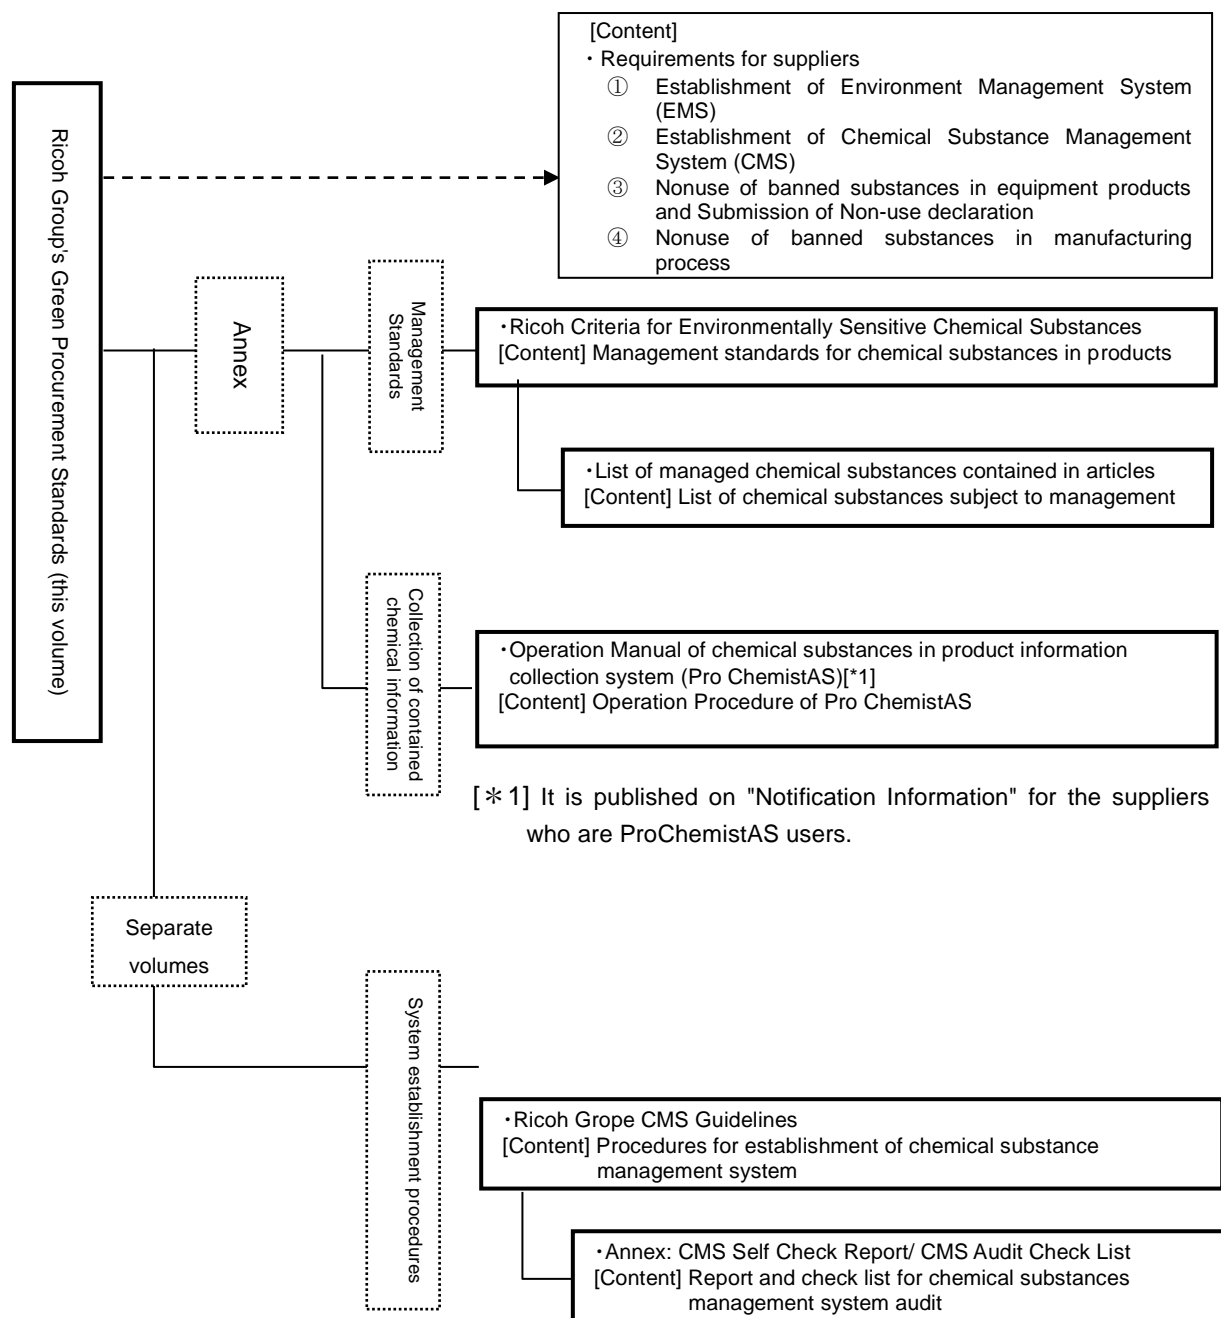 [Content]
・Requirements for suppliers
① Establishment of Environment Management System
(EMS)
② Establishment of Chemical Substance Management
System (CMS)
③ Nonuse of banned substances in equipment products
and Submission of Non-use declaration
④ Nonuse of banned substances in manufacturing
process
Ricoh Group's Green Procurement Standards (this volume)
Annex
Management
Standards
・Ricoh Criteria for Environmentally Sensitive Chemical Substances
[Content] Management standards for chemical substances in products
・List of managed chemical substances contained in articles
[Content] List of chemical substances subject to management
Collection of contained
chemical information
・Operation Manual of chemical substances in product information
collection system (Pro ChemistAS)[*1]
[Content] Operation Procedure of Pro ChemistAS
[＊1] It is published on "Notification Information" for the suppliers
who are ProChemistAS users.
Separate
volumes
System establishment procedures
・Ricoh Grope CMS Guidelines
[Content] Procedures for establishment of chemical substance
management system
・Annex: CMS Self Check Report/ CMS Audit Check List
[Content] Report and check list for chemical substances
management system audit